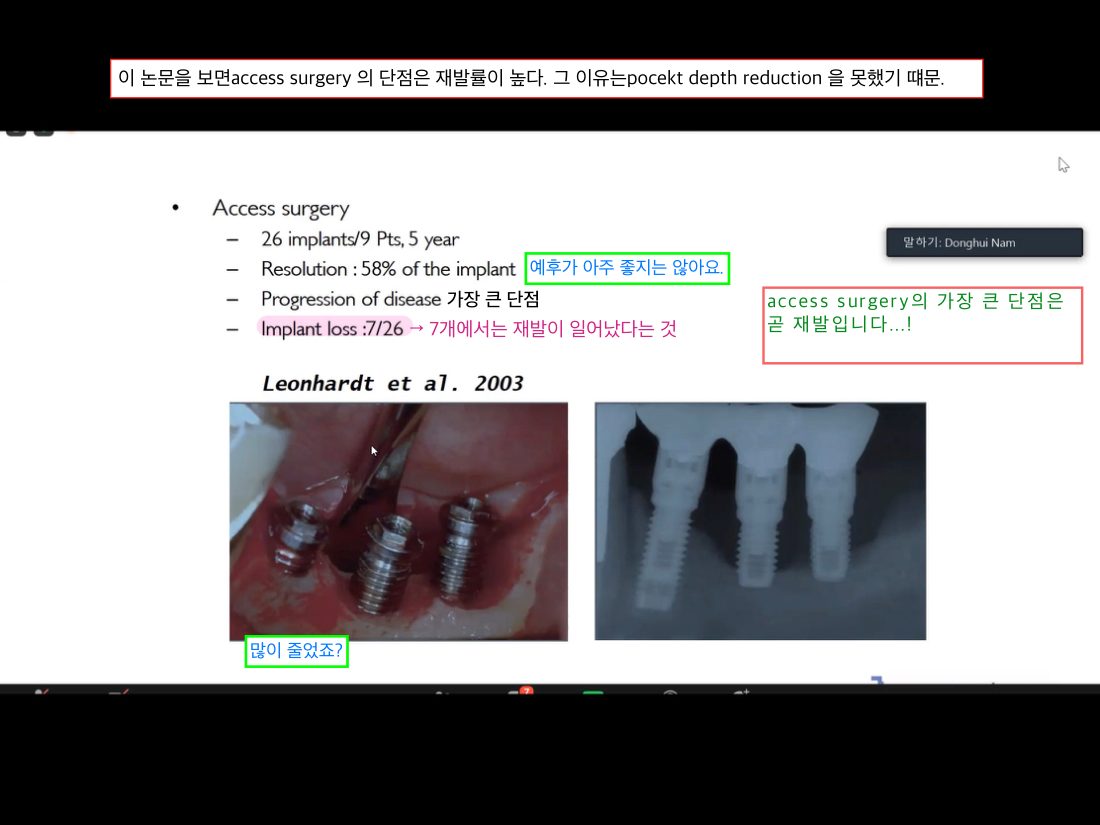 이 논문을 보면access surgery 의 단점은 재발률이 높다. 그 이유는pocekt depth reduction 을 못했기 떄문.
• Access surgery
– 26 implants/9 Pts, 5 year
– Resolution : 58% of the implant 예후가 아주 좋지는 않아요.
– Progression of disease 가장 큰 단점
– Implant loss :7/26 → 7개에서는 재발이 일어났다는 것
말하기: Donghui Nam
access surgery의 가장 큰 단점은
곧 재발입니다...!
Leonhardt et al. 2003
많이 줄었죠?
7